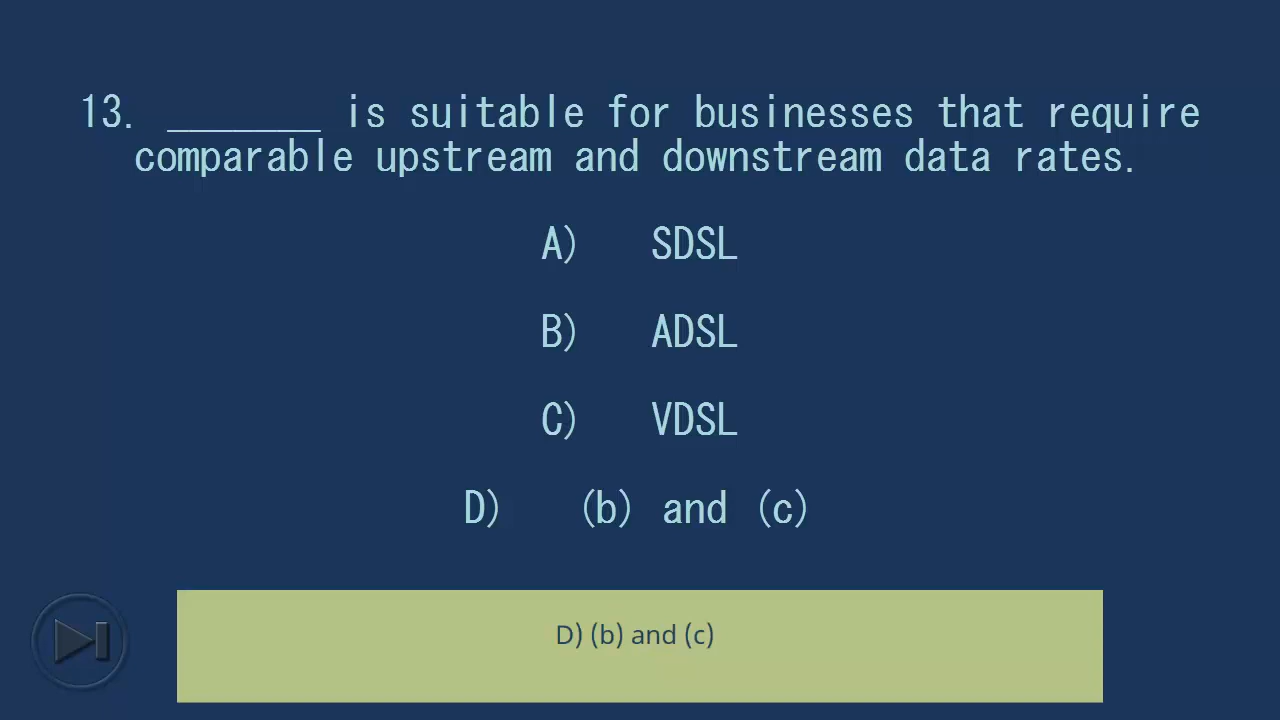 13. _______ is suitable for businesses that require
comparable upstream and downstream data rates.
A) SDSL
B) ADSL
C) VDSL
D) (b) and (c)
D) (b) and (c)